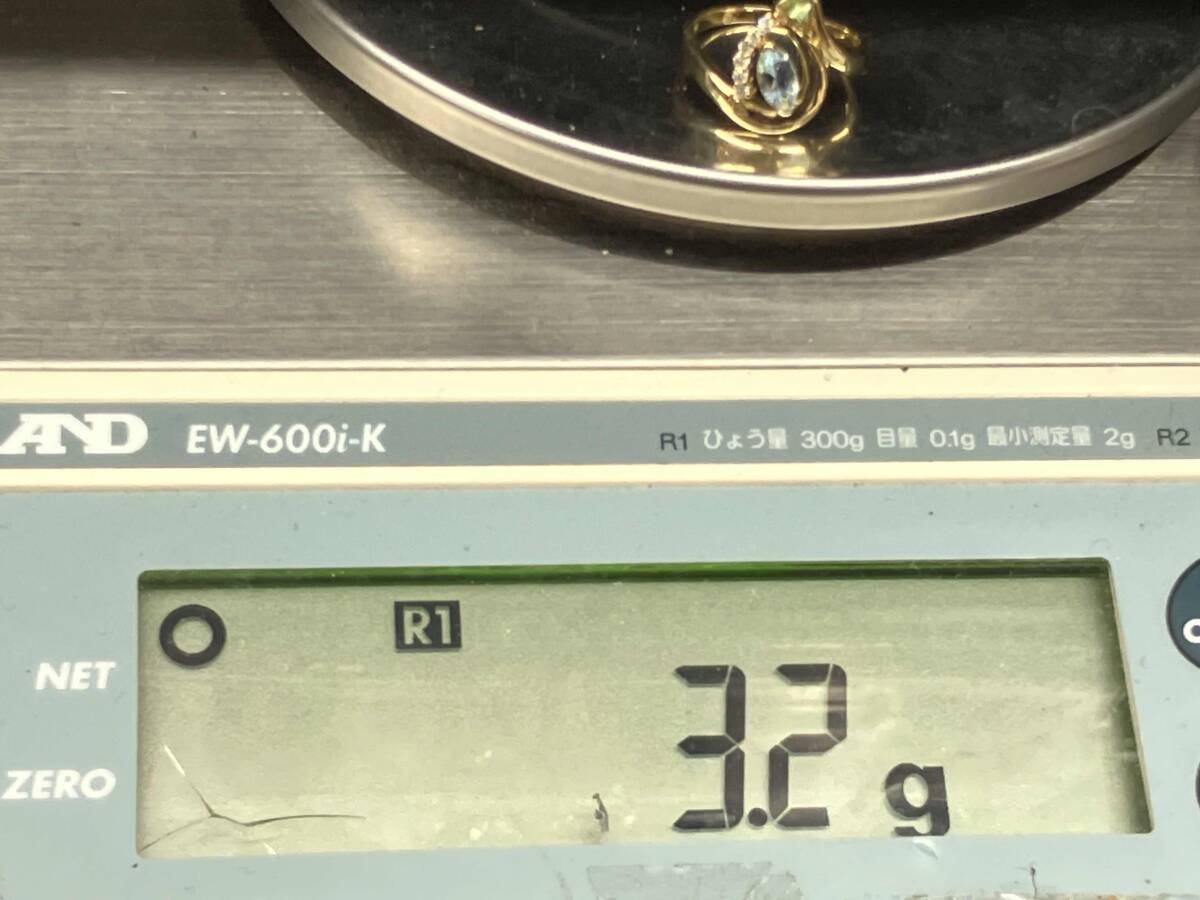 AND EW-600i-K R1 ひょう量 300g 目量 0.1g 最小測定量 2g R2
R1
NET
3.2 g
ZERO